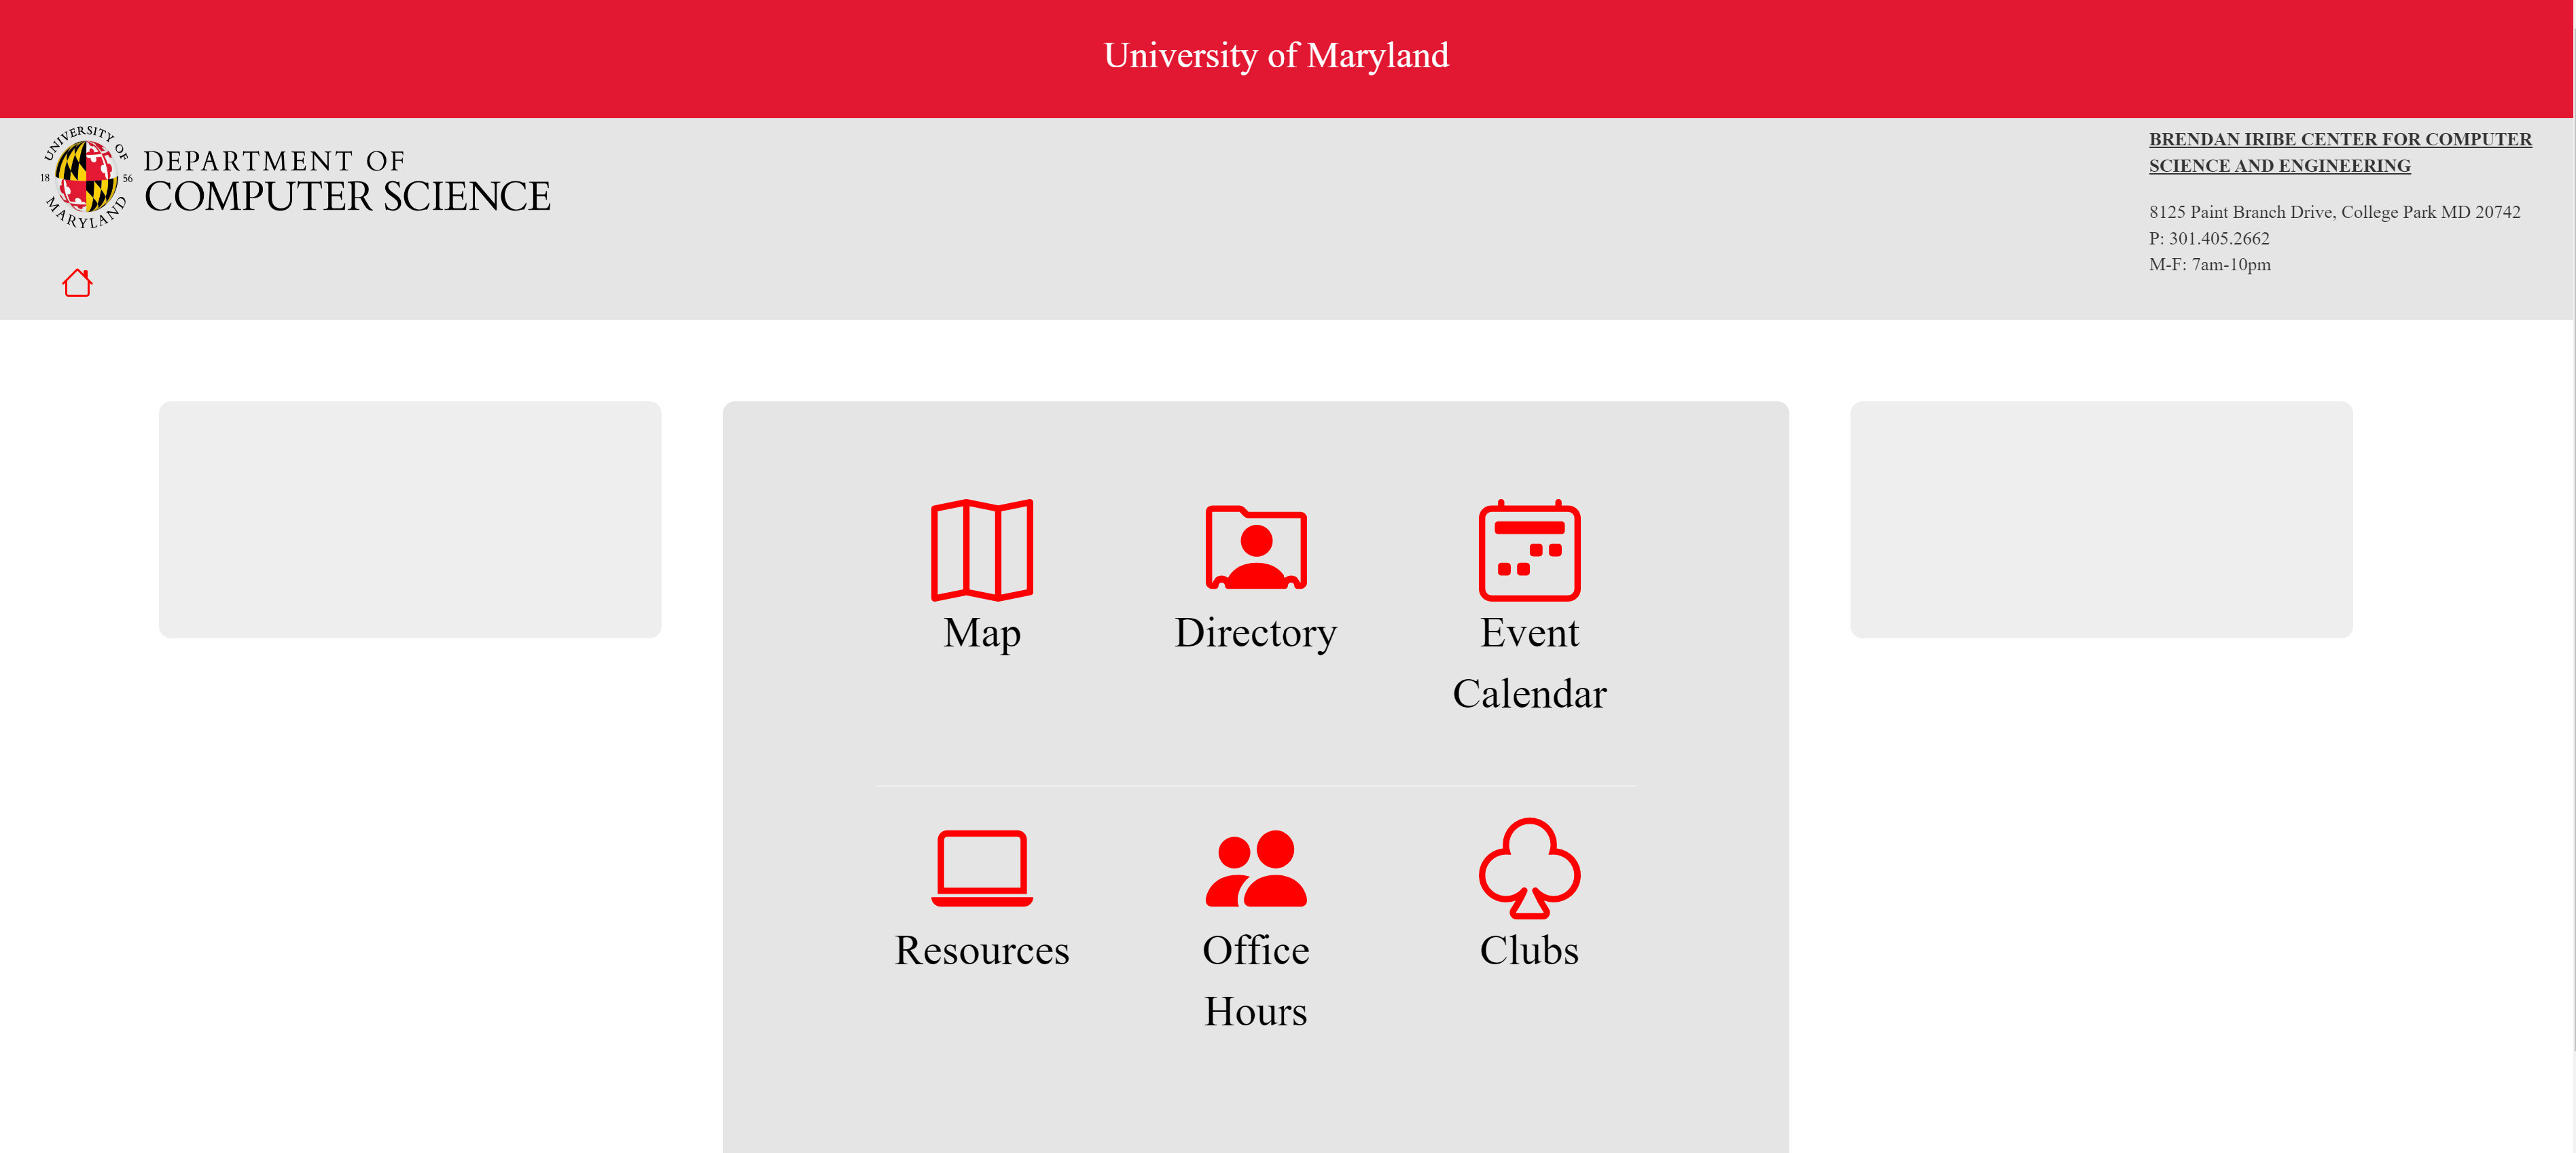 University of Maryland
UNIVERSITY OF
18 56
MARYLAND
DEPARTMENT OF
COMPUTER SCIENCE
BRENDAN IRIBE CENTER FOR COMPUTER
SCIENCE AND ENGINEERING
8125 Paint Branch Drive, College Park MD 20742
P: 301.405.2662
M-F: 7am-10pm
Map
Directory
Event
Calendar
Resources
Office
Hours
Clubs